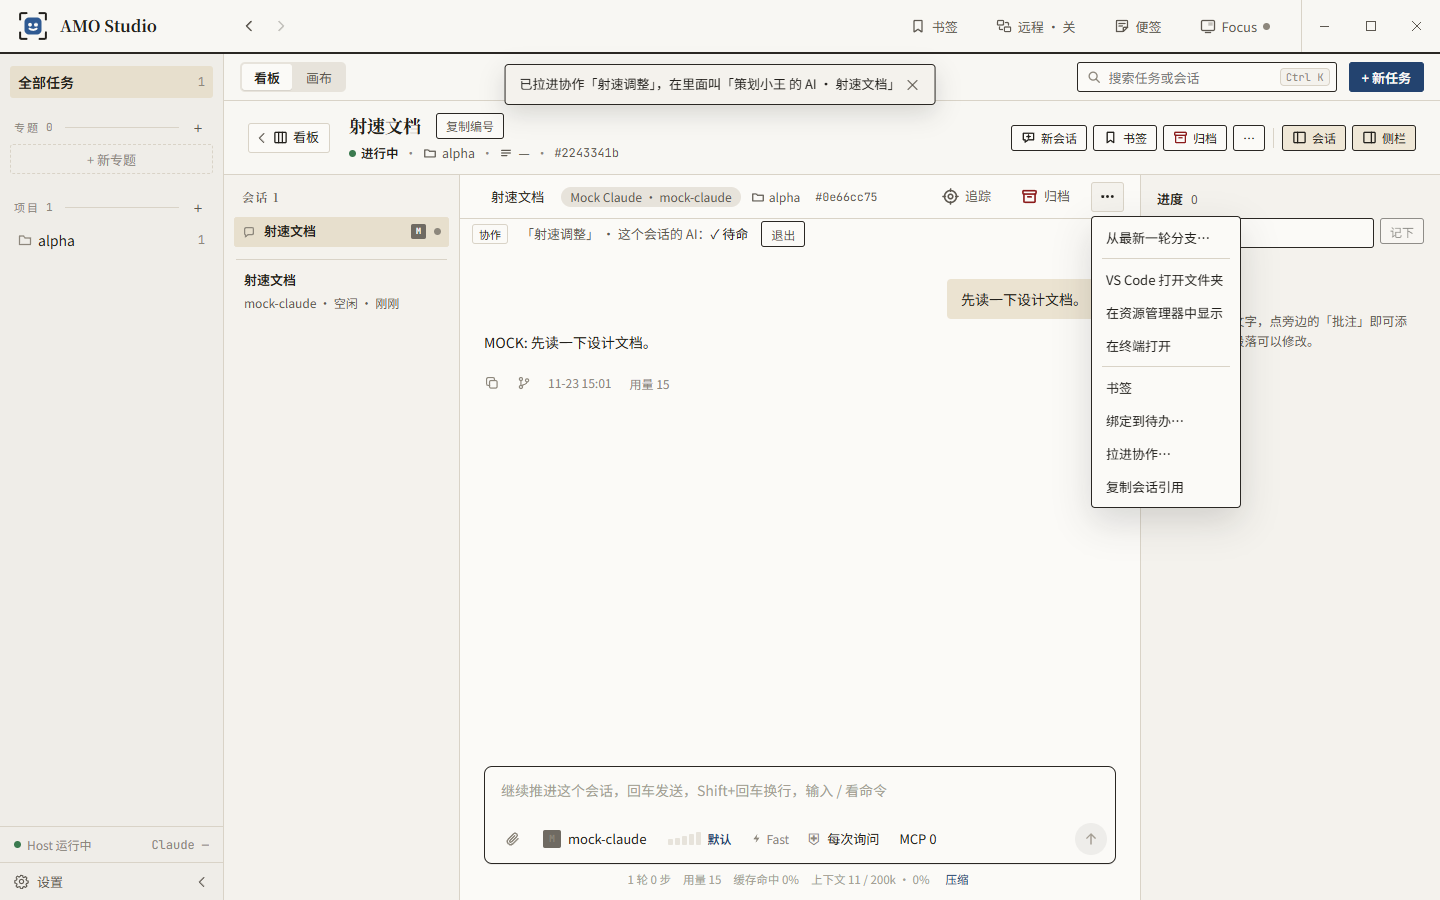 AMO Studio
书签
远程 · 关
便签
Focus
全部任务 1
看板
画布
已拉进协作「射速调整」，在里面叫「策划小王 的 AI · 射速文档」
搜索任务或会话
Ctrl K
+ 新任务
专题 0
+ 新专题
项目 1
alpha 1
看板
射速文档
复制编号
进行中 · alpha · — · #2243341b
新会话
书签
归档
···
会话
侧栏
会话 1
射速文档 M
射速文档
mock-claude · 空闲 · 刚刚
射速文档
Mock Claude · mock-claude
alpha
#0e66cc75
追踪
归档
进度 0
协作
「射速调整」 · 这个会话的 AI：✓ 待命
退出
记下
先读一下设计文档。
MOCK: 先读一下设计文档。
11-23 15:01
用量 15
从最新一轮分支···
VS Code 打开文件夹
在资源管理器中显示
在终端打开
书签
绑定到待办···
拉进协作···
复制会话引用
字，点旁边的「批注」即可添
落可以修改。
继续推进这个会话，回车发送，Shift+回车换行，输入 / 看命令
M mock-claude
默认
Fast
每次询问
MCP 0
1 轮 0 步 用量 15 缓存命中 0% 上下文 11 / 200k · 0% 压缩
Host 运行中 Claude —
设置